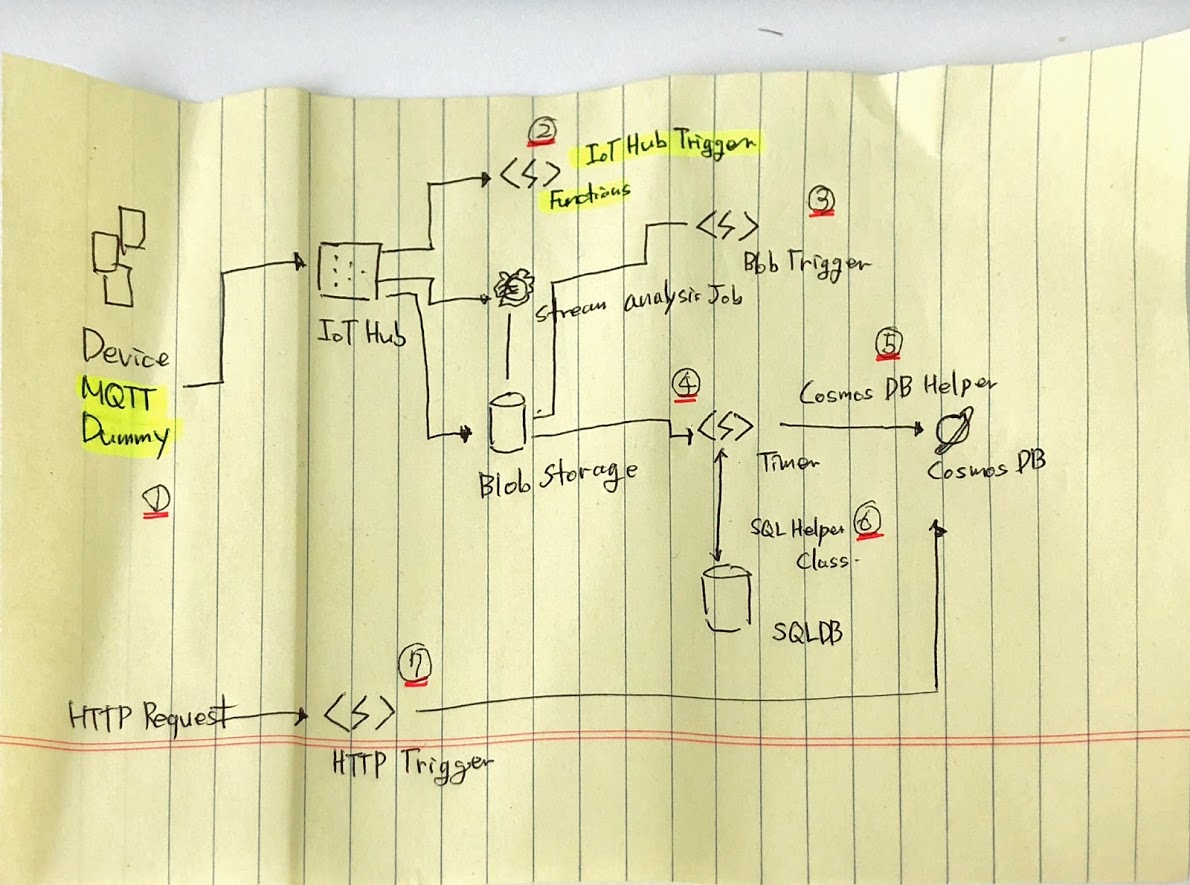 ②
IoT Hub Trigger
Functions
③
Blob Trigger
Stream analysis Job
IoT Hub
Device
MQTT
Dummy
①
Blob Storage
④
Timer
⑤
Cosmos DB Helper
Cosmos DB
SQL Helper ⑥
Class.
SQLDB
⑦
HTTP Request
HTTP Trigger